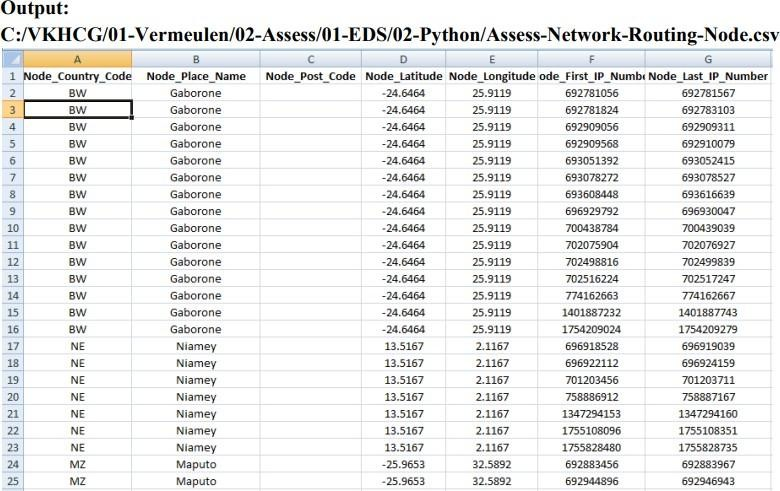 Output:
C:/VKHCG/01-Vermeulen/02-Assess/01-EDS/02-Python/Assess-Network-Routing-Node.csv
A B C D E F G
1 Node_Country_Code Node_Place_Name Node_Post_Code Node_Latitude Node_Longitude ode_First_IP_Numbe Node_Last_IP_Number
2 BW Gaborone -24.6464 25.9119 692781056 692781567
3 BW Gaborone -24.6464 25.9119 692781824 692783103
4 BW Gaborone -24.6464 25.9119 692909056 692909311
5 BW Gaborone -24.6464 25.9119 692909568 692910079
6 BW Gaborone -24.6464 25.9119 693051392 693052415
7 BW Gaborone -24.6464 25.9119 693078272 693078527
8 BW Gaborone -24.6464 25.9119 693608448 693616639
9 BW Gaborone -24.6464 25.9119 696929792 696930047
10 BW Gaborone -24.6464 25.9119 700438784 700439039
11 BW Gaborone -24.6464 25.9119 702075904 702076927
12 BW Gaborone -24.6464 25.9119 702498816 702499839
13 BW Gaborone -24.6464 25.9119 702516224 702517247
14 BW Gaborone -24.6464 25.9119 774162663 774162667
15 BW Gaborone -24.6464 25.9119 1401887232 1401887743
16 BW Gaborone -24.6464 25.9119 1754209024 1754209279
17 NE Niamey 13.5167 2.1167 696918528 696919039
18 NE Niamey 13.5167 2.1167 696922112 696924159
19 NE Niamey 13.5167 2.1167 701203456 701203711
20 NE Niamey 13.5167 2.1167 758886912 758887167
21 NE Niamey 13.5167 2.1167 1347294153 1347294160
22 NE Niamey 13.5167 2.1167 1755108096 1755108351
23 NE Niamey 13.5167 2.1167 1755828480 1755828735
24 MZ Maputo -25.9653 32.5892 692883456 692883967
25 MZ Maputo -25.9653 32.5892 692944896 692946943